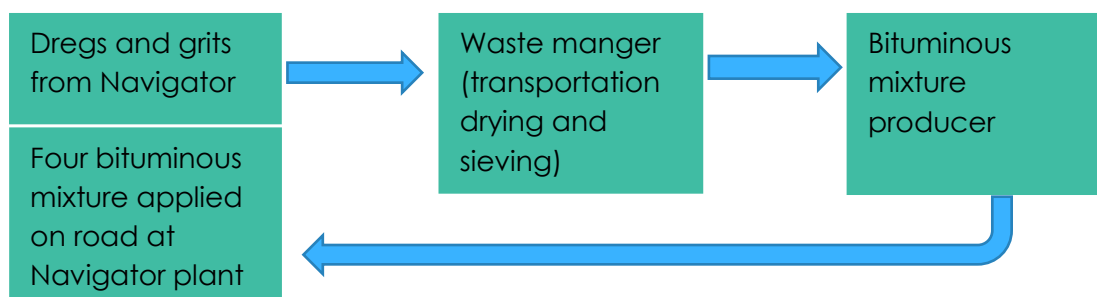 Dregs and grits
from Navigator
Waste manger
(transportation
drying and
sieving)
Bituminous
mixture
producer
Four bituminous
mixture applied
on road at
Navigator plant